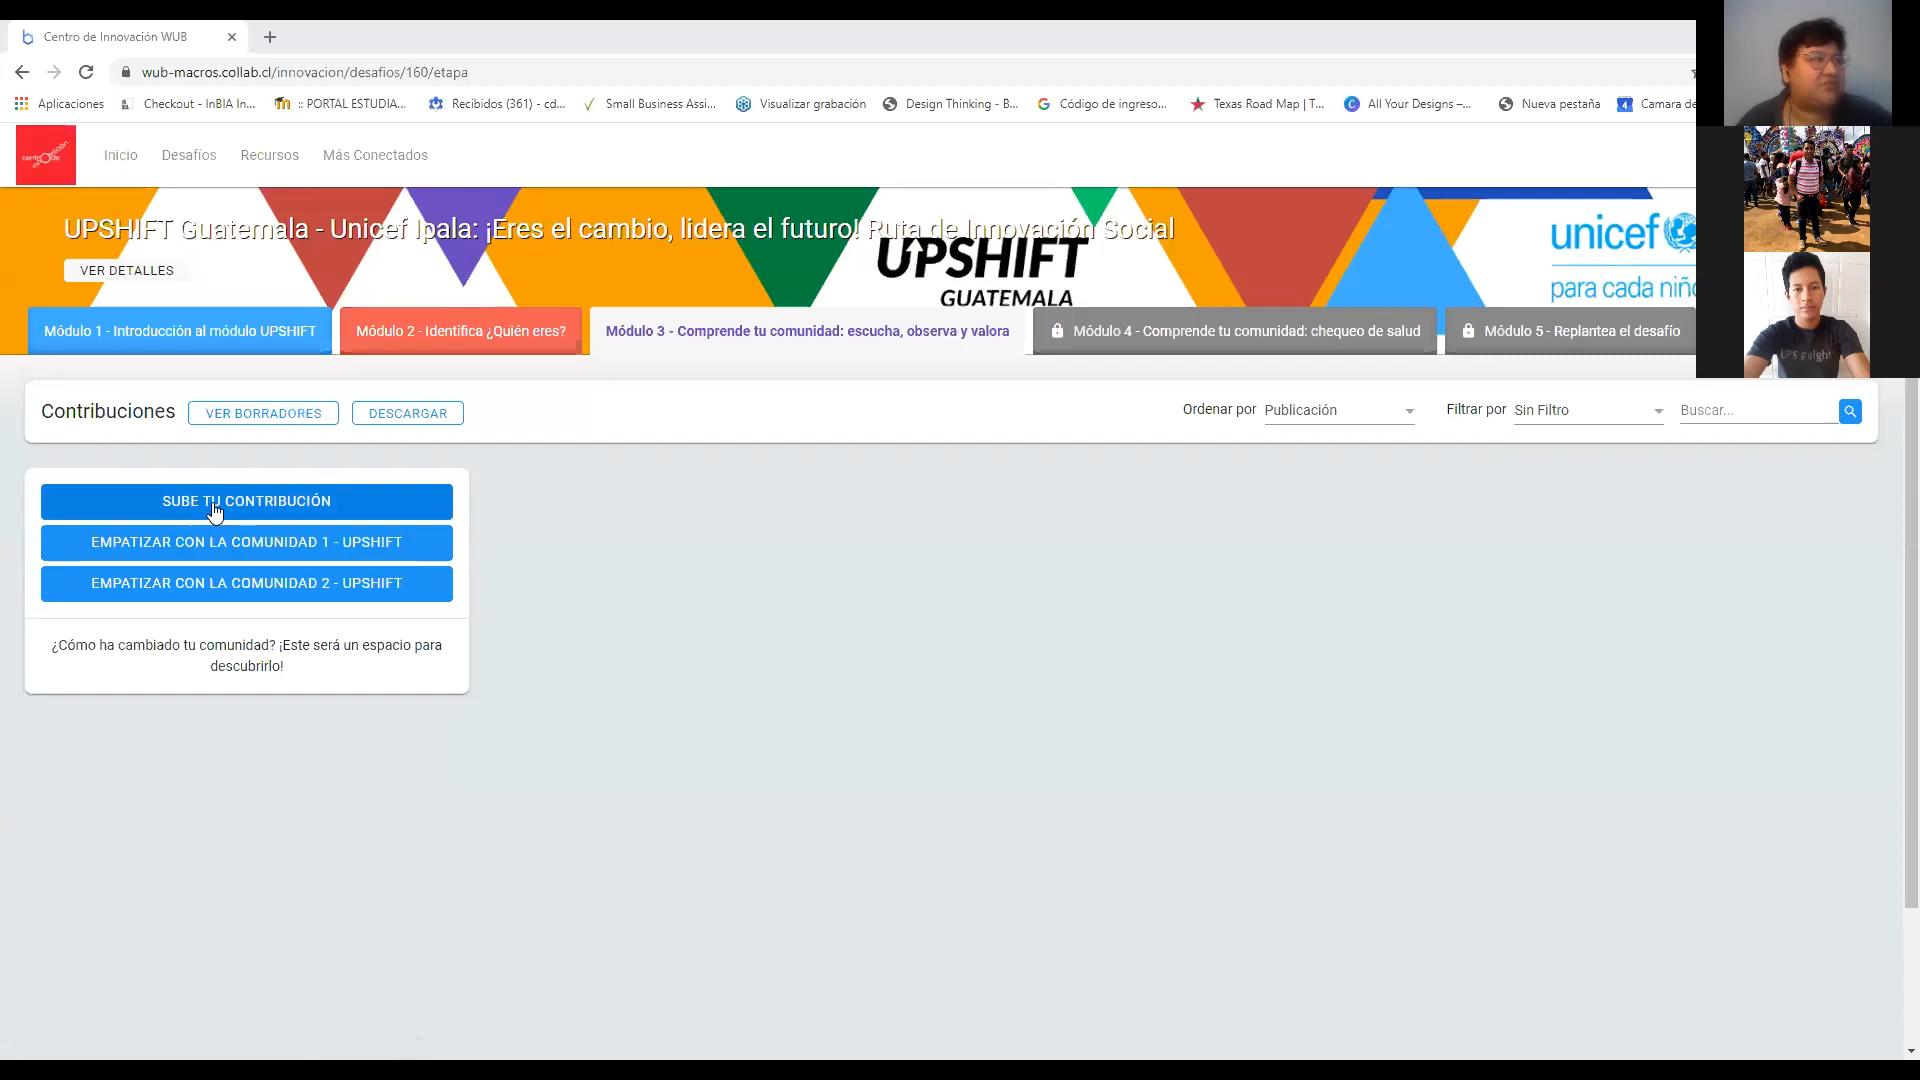 Centro de Innovación WUB
wub-macros.collab.cl/innovacion/desafios/160/etapa
Aplicaciones
Checkout - InBIA In...
:: PORTAL ESTUDIA...
Recibidos (361) - cd...
Small Business Assi...
Visualizar grabación
Design Thinking - B...
Código de ingreso...
Texas Road Map | T...
All Your Designs –...
Nueva pestaña
Camara de
Inicio
Desafíos
Recursos
Más Conectados
UPSHIFT Guatemala - Unicef Ipala: ¡Eres el cambio, lidera el futuro! Ruta de Innovación Social
VER DETALLES
UPSHIFT
GUATEMALA
unicef
para cada niño
Módulo 1 - Introducción al módulo UPSHIFT
Módulo 2 - Identifica ¿Quién eres?
Módulo 3 - Comprende tu comunidad: escucha, observa y valora
Módulo 4 - Comprende tu comunidad: chequeo de salud
Módulo 5 - Replantea el desafío
Contribuciones
VER BORRADORES
DESCARGAR
Ordenar por
Publicación
Filtrar por
Sin Filtro
Buscar...
SUBE TU CONTRIBUCIÓN
EMPATIZAR CON LA COMUNIDAD 1 - UPSHIFT
EMPATIZAR CON LA COMUNIDAD 2 - UPSHIFT
¿Cómo ha cambiado tu comunidad? ¡Este será un espacio para
descubrirlo!